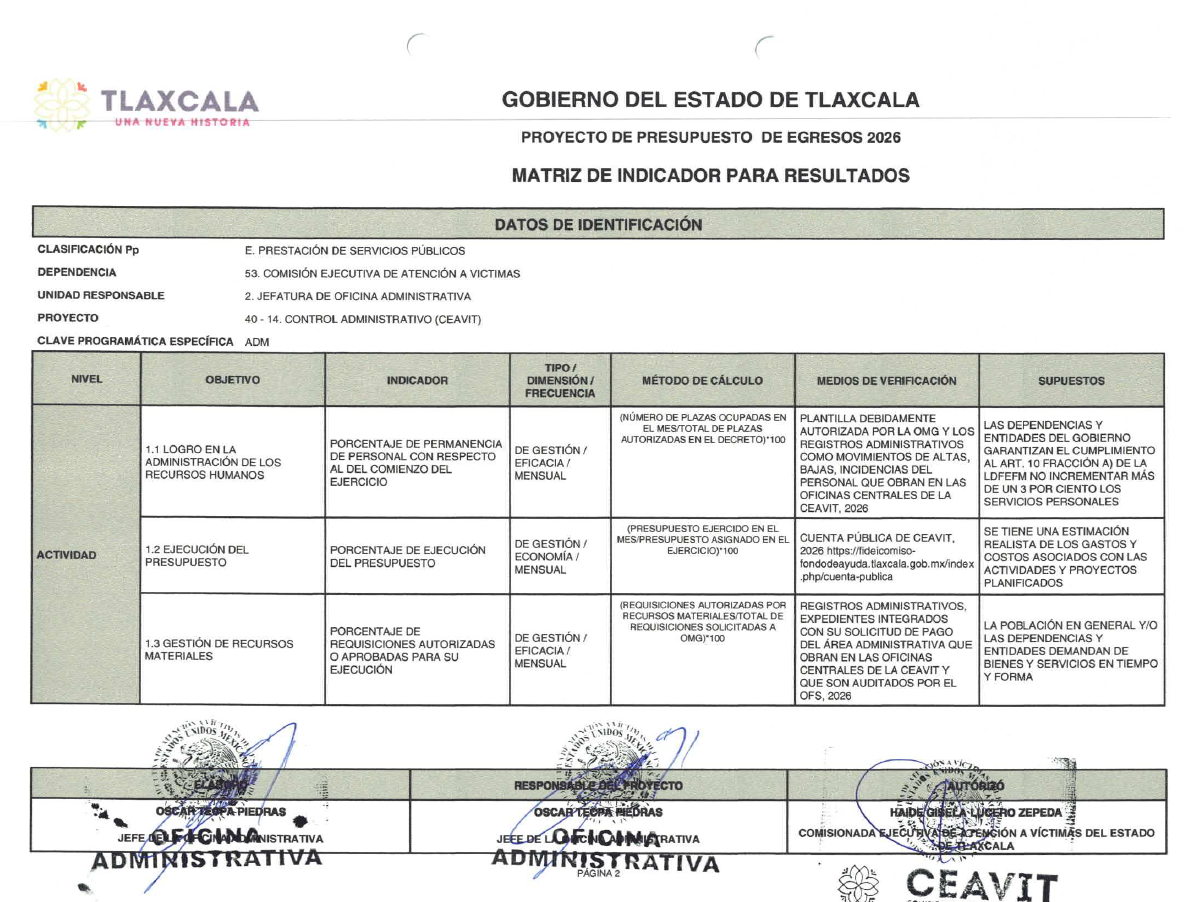 TLAXCALA
UNA NUEVA HISTORIA
GOBIERNO DEL ESTADO DE TLAXCALA
PROYECTO DE PRESUPUESTO DE EGRESOS 2026
MATRIZ DE INDICADOR PARA RESULTADOS
DATOS DE IDENTIFICACIÓN
CLASIFICACIÓN Pp E. PRESTACIÓN DE SERVICIOS PÚBLICOS
DEPENDENCIA 53. COMISIÓN EJECUTIVA DE ATENCIÓN A VICTIMAS
UNIDAD RESPONSABLE 2. JEFATURA DE OFICINA ADMINISTRATIVA
PROYECTO 40 - 14. CONTROL ADMINISTRATIVO (CEAVIT)
CLAVE PROGRAMÁTICA ESPECÍFICA ADM
NIVEL
OBJETIVO
INDICADOR
TIPO /
DIMENSIÓN /
FRECUENCIA
MÉTODO DE CÁLCULO
MEDIOS DE VERIFICACIÓN
SUPUESTOS
ACTIVIDAD
1.1 LOGRO EN LA
ADMINISTRACIÓN DE LOS
RECURSOS HUMANOS
PORCENTAJE DE PERMANENCIA
DE PERSONAL CON RESPECTO
AL DEL COMIENZO DEL
EJERCICIO
DE GESTIÓN /
EFICACIA /
MENSUAL
(NÚMERO DE PLAZAS OCUPADAS EN
EL MES/TOTAL DE PLAZAS
AUTORIZADAS EN EL DECRETO)*100
PLANTILLA DEBIDAMENTE
AUTORIZADA POR LA OMG Y LOS
REGISTROS ADMINISTRATIVOS
COMO MOVIMIENTOS DE ALTAS,
BAJAS, INCIDENCIAS DEL
PERSONAL QUE OBRAN EN LAS
OFICINAS CENTRALES DE LA
CEAVIT, 2026
LAS DEPENDENCIAS Y
ENTIDADES DEL GOBIERNO
GARANTIZAN EL CUMPLIMIENTO
AL ART. 10 FRACCIÓN A) DE LA
LDFEFM NO INCREMENTAR MÁS
DE UN 3 POR CIENTO LOS
SERVICIOS PERSONALES
1.2 EJECUCIÓN DEL
PRESUPUESTO
PORCENTAJE DE EJECUCIÓN
DEL PRESUPUESTO
DE GESTIÓN /
ECONOMÍA /
MENSUAL
(PRESUPUESTO EJERCIDO EN EL
MES/PRESUPUESTO ASIGNADO EN EL
EJERCICIO)*100
CUENTA PÚBLICA DE CEAVIT,
2026 https://fideicomiso-
fondodeayuda.tlaxcala.gob.mx/index
.php/cuenta-publica
SE TIENE UNA ESTIMACIÓN
REALISTA DE LOS GASTOS Y
COSTOS ASOCIADOS CON LAS
ACTIVIDADES Y PROYECTOS
PLANIFICADOS
1.3 GESTIÓN DE RECURSOS
MATERIALES
PORCENTAJE DE
REQUISICIONES AUTORIZADAS
O APROBADAS PARA SU
EJECUCIÓN
DE GESTIÓN /
EFICACIA /
MENSUAL
(REQUISICIONES AUTORIZADAS POR
RECURSOS MATERIALES/TOTAL DE
REQUISICIONES SOLICITADAS A
OMG)*100
REGISTROS ADMINISTRATIVOS,
EXPEDIENTES INTEGRADOS
CON SU SOLICITUD DE PAGO
DEL ÁREA ADMINISTRATIVA QUE
OBRAN EN LAS OFICINAS
CENTRALES DE LA CEAVIT Y
QUE SON AUDITADOS POR EL
OFS, 2026
LA POBLACIÓN EN GENERAL Y/O
LAS DEPENDENCIAS Y
ENTIDADES DEMANDAN DE
BIENES Y SERVICIOS EN TIEMPO
Y FORMA
ELABORÓ
OSCAR TECPA PIEDRAS
JEFE DE LA OFICINA ADMINISTRATIVA
OFICINA
ADMINISTRATIVA
RESPONSABLE DEL PROYECTO
OSCAR TECPA PIEDRAS
JEFE DE LA OFICINA ADMINISTRATIVA
OFICINA
ADMINISTRATIVA
AUTORIZÓ
HAIDE GISELA LUCERO ZEPEDA
COMISIONADA EJECUTIVA DE ATENCIÓN A VÍCTIMAS DEL ESTADO
DE TLAXCALA
PÁGINA 2
CEAVIT